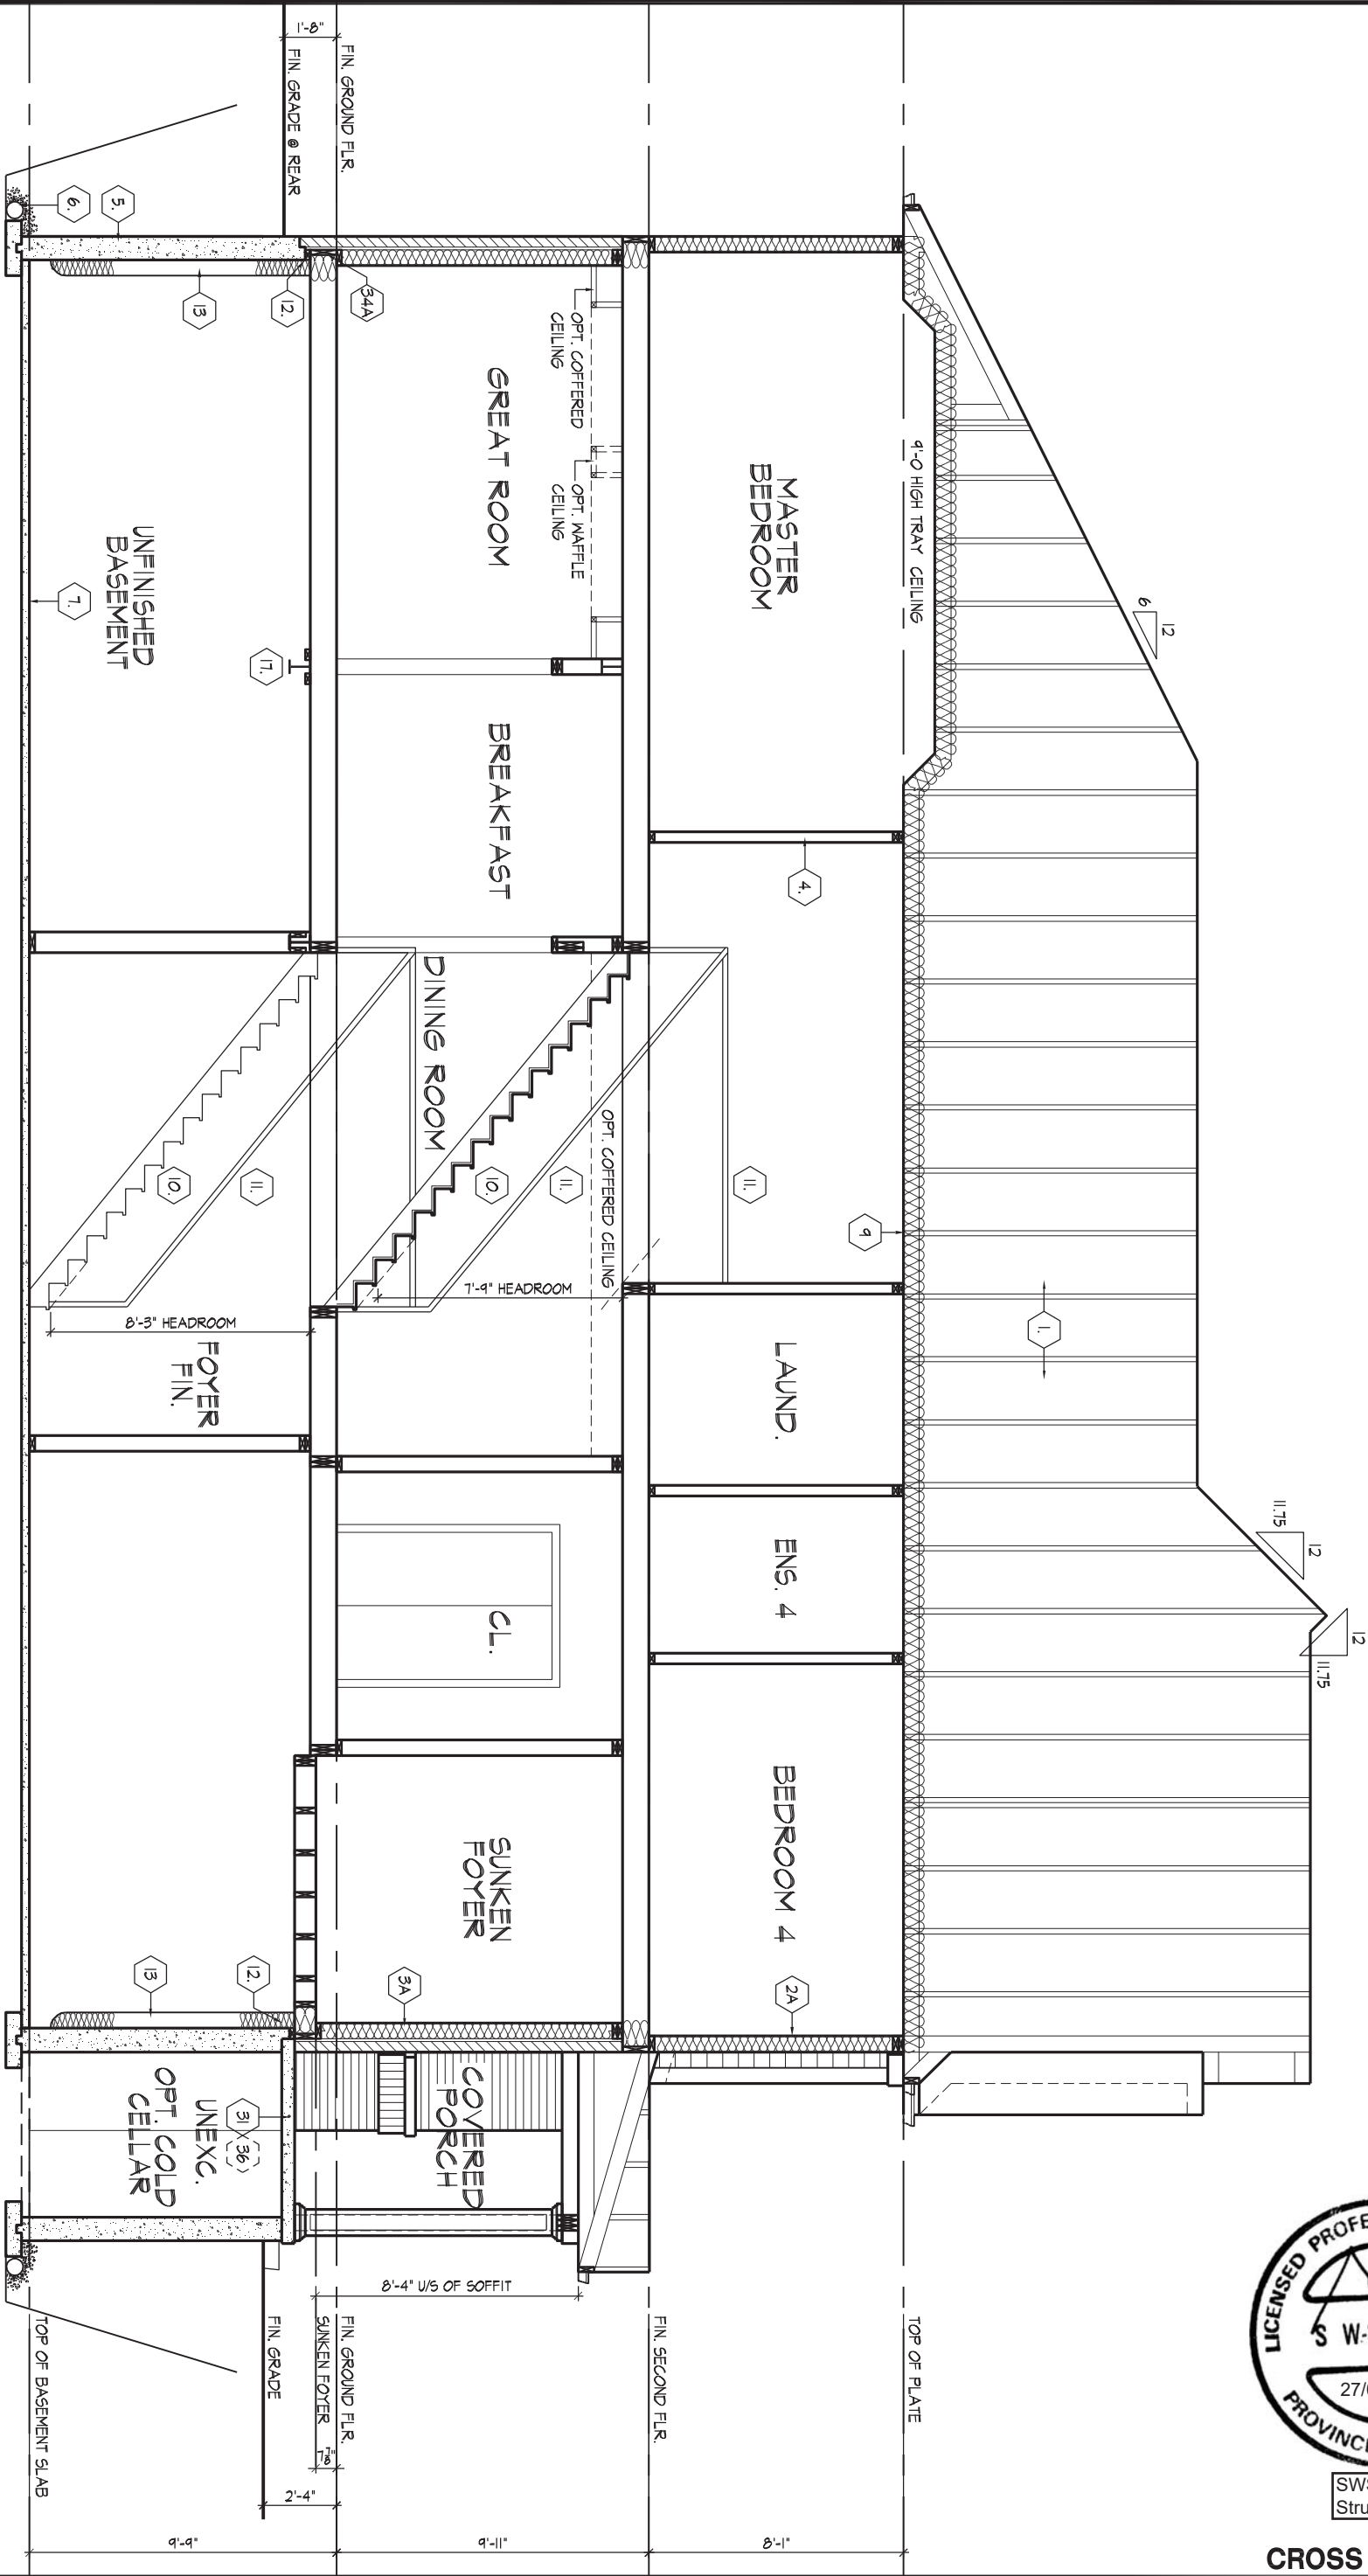 1'-8"
FIN. GROUND FLR.
FIN. GRADE @ REAR
6.
5.
13
12.
34A
OPT. COFFERED
CEILING
OPT. WAFFLE
CEILING
GREAT ROOM
MASTER
BEDROOM
9'-0 HIGH TRAY CEILING
6
12
UNFINISHED
BASEMENT
7.
17.
BREAKFAST
4.
DINING ROOM
10.
11.
10.
11.
11.
OPT. COFFERED CEILING
7'-9" HEADROOM
8'-3" HEADROOM
9
1.
FOYER
FIN.
LAUND.
ENS. 4
CL.
11.75
12
12
11.75
BEDROOM 4
SUNKEN
FOYER
13
12.
3A
2A
OPT. COLD
CELLAR
UNEXC.
31
36
COVERED
PORCH
8'-4" U/S OF SOFFIT
TOP OF BASEMENT SLAB
FIN. GRADE
SUNKEN FOYER
FIN. GROUND FLR.
FIN. SECOND FLR.
TOP OF PLATE
7 7/8"
2'-4"
9'-9"
9'-11"
8'-1"
LICENSED
S W.
27/
CROSS